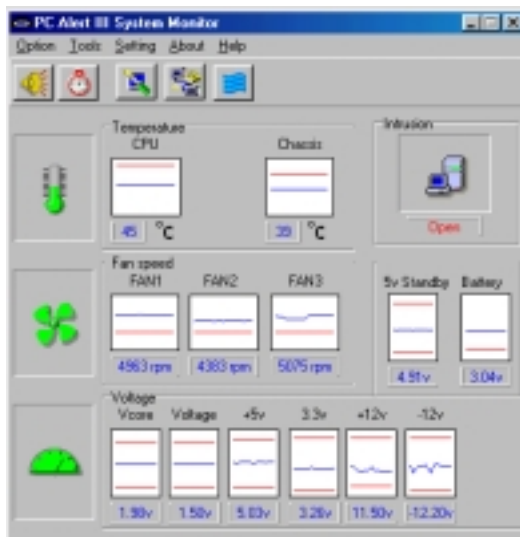 PC Alert III System Monitor
Option Tools Setting About Help
Temperature
CPU
Chassis
45 °C
39 °C
Intrusion
Open
Fan speed
FAN1 FAN2 FAN3
4963 rpm 4383 rpm 5075 rpm
5v Standby Battery
4.91v 3.04v
Voltage
Vcore Voltage +5v 3.3v +12v -12v
1.98v 1.50v 5.03v 3.28v 11.50v -12.20v